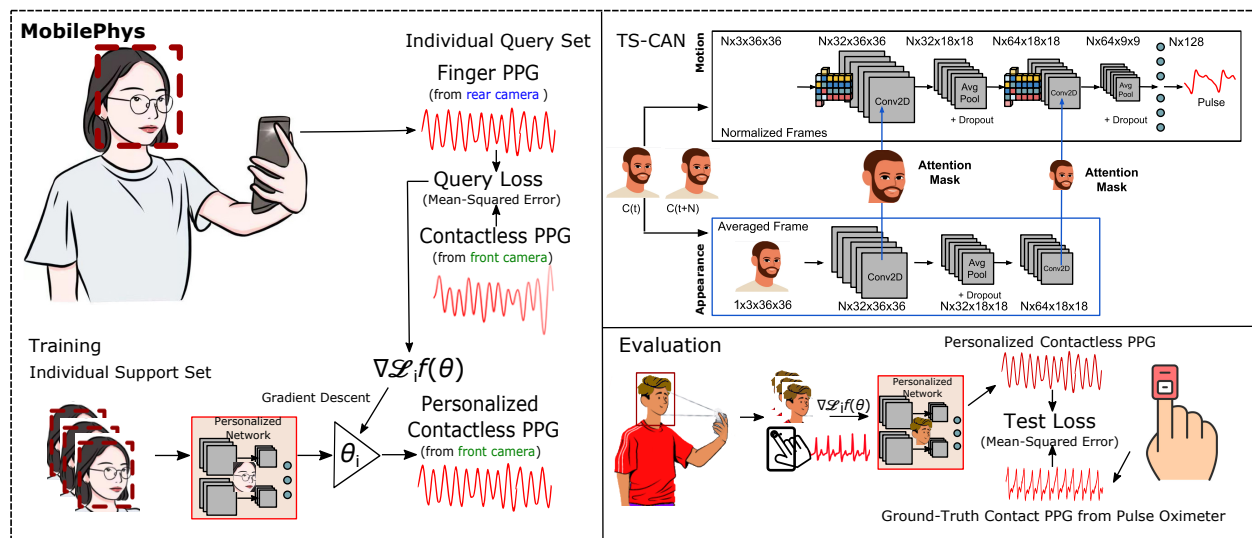 MobilePhys
Individual Query Set
Finger PPG
(from rear camera )
Query Loss
(Mean-Squared Error)
Contactless PPG
(from front camera)
Training
Individual Support Set
∇ℒᵢf(θ)
Gradient Descent
Personalized
Network
θᵢ
Personalized
Contactless PPG
(from front camera)
TS-CAN
Motion
Nx3x36x36
Nx32x36x36
Nx32x18x18
Nx64x18x18
Nx64x9x9
Nx128
Conv2D
Avg
Pool
Conv2D
Avg
Pool
Pulse
+ Dropout
+ Dropout
Normalized Frames
C(t)
C(t+N)
Attention
Mask
Attention
Mask
Appearance
Averaged Frame
Conv2D
Avg
Pool
Conv2D
+ Dropout
1x3x36x36
Nx32x36x36
Nx32x18x18
Nx64x18x18
Evaluation
Personalized Contactless PPG
∇ℒᵢf(θ)
Personalized
Network
Test Loss
(Mean-Squared Error)
Ground-Truth Contact PPG from Pulse Oximeter